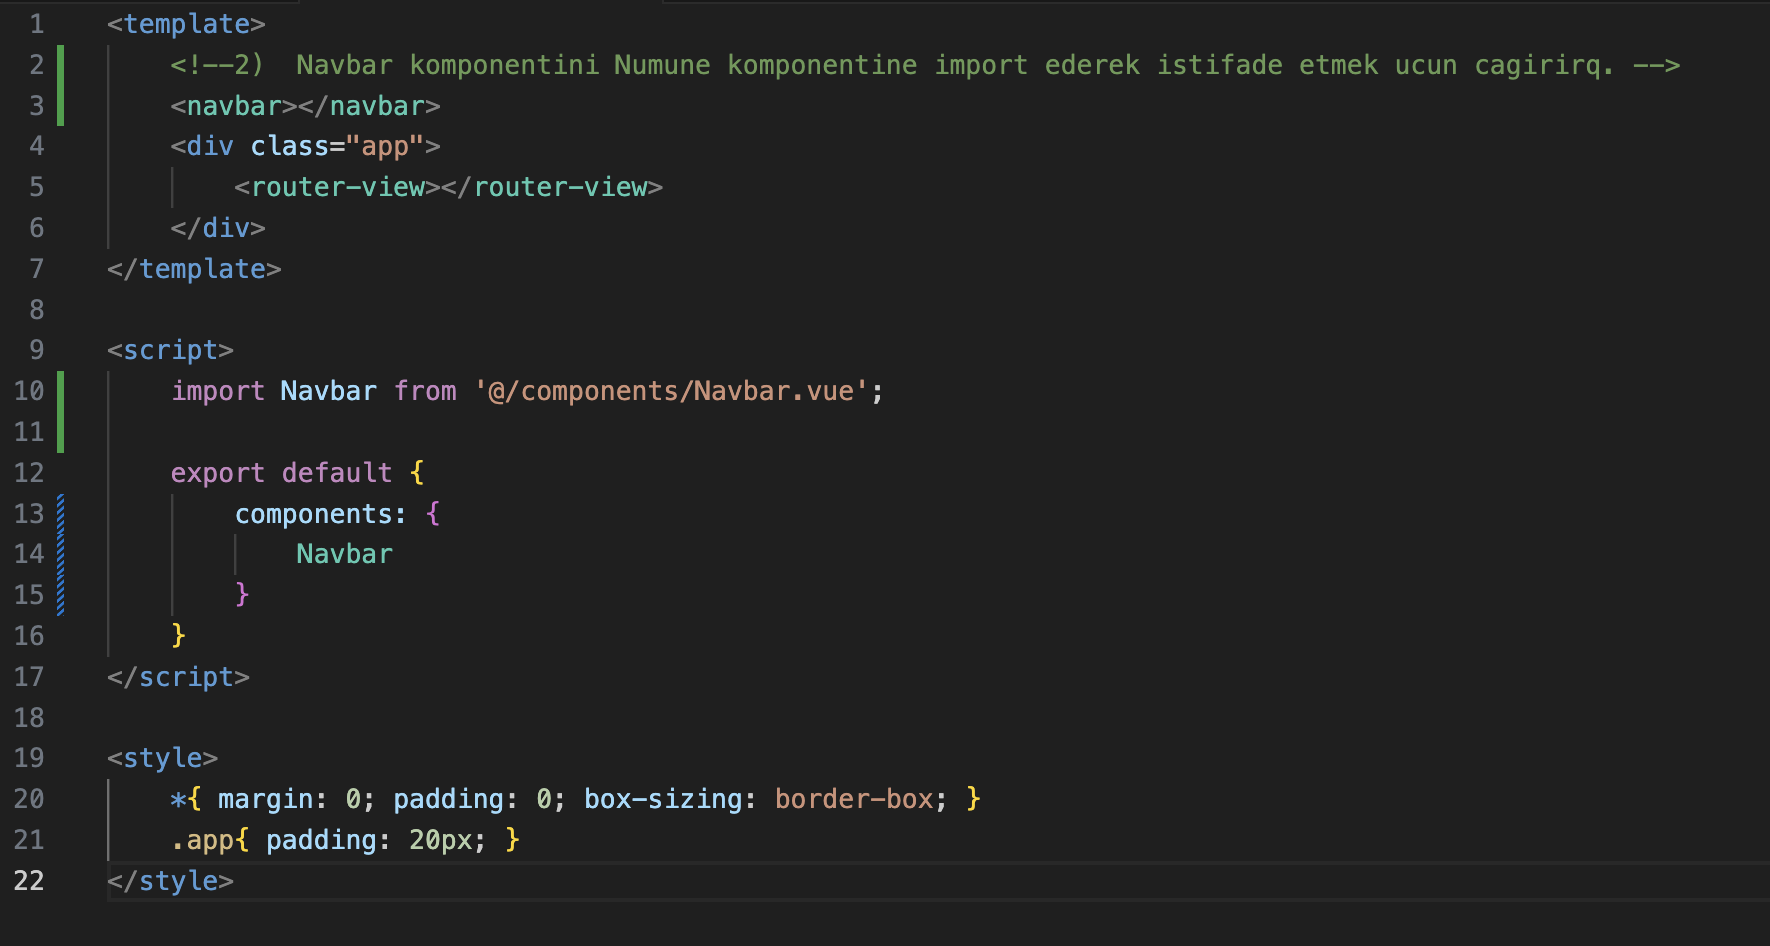 1 <template>
2 <!--2)  Navbar komponentini Numune komponentine import ederek istifade etmek ucun cagirirq. -->
3 <navbar></navbar>
4 <div class="app">
5 <router-view></router-view>
6 </div>
7 </template>
8
9 <script>
10 import Navbar from '@/components/Navbar.vue';
11
12 export default {
13 components: {
14 Navbar
15 }
16 }
17 </script>
18
19 <style>
20 *{ margin: 0; padding: 0; box-sizing: border-box; }
21 .app{ padding: 20px; }
22 </style>